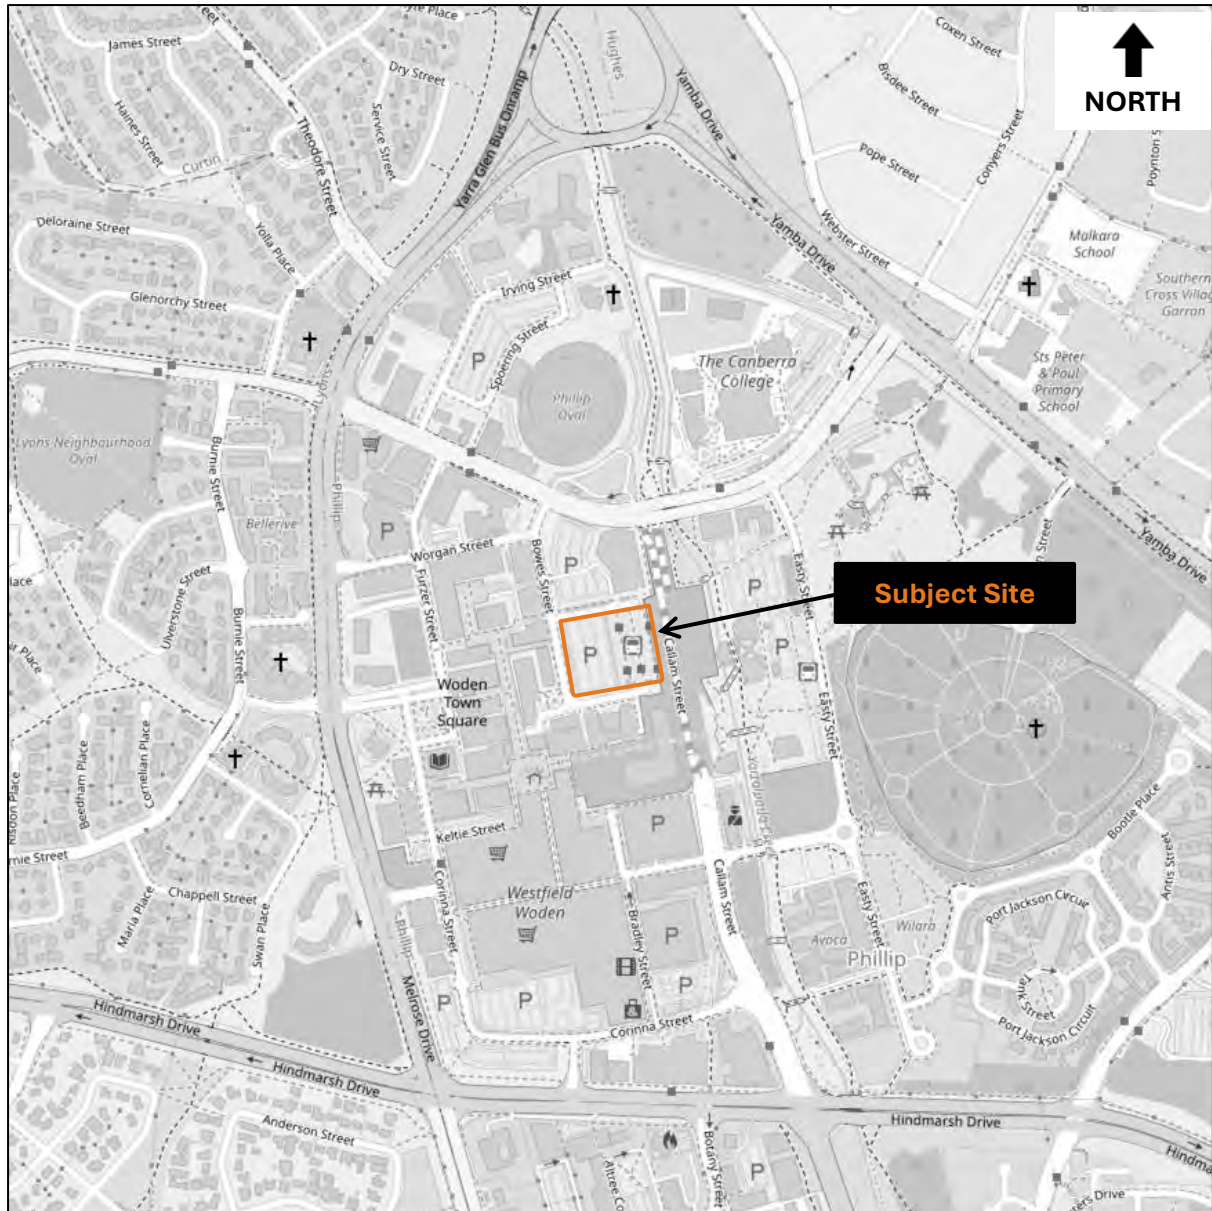 NORTH
Subject Site
James Street
Dry Street
Haines Street
Service Street
Theodore Street
Curtin
Yarra Glen Bus Onramp
Hughes
Yamba Drive
Coxen Street
Bisdee Street
Pope Street
Conyers Street
Webster Street
Yamba Drive
Malkara
School
Southern
Cross Villag
Garran
Sts Peter
& Paul
Primary
School
Deloraine Street
Yolla Place
Glenorchy Street
Lyons
Irving Street
Spoering Street
P
Phillip
Oval
The Canberra
College
Lyons Neighbourhood
Oval
Burnie Street
Bellerive
Phillip
P
Worgan Street
Furzer Street
Bowes Street
P
P
P
Easty Street
P
Yamba Drive
Ulverstone Street
Burnie Street
Woden
Town
Square
Callam Street
Easty Street
Beedham Place
Cornelian Place
Keltie Street
P
Westfield
Woden
Corinna Street
Bradley Street
Callam Street
P
P
P
P
Corinna Street
Easty Street
Avoca
Wilara
Phillip
Port Jackson Circuit
Tank Street
Port Jackson Circuit
Bootle Place
Antis Street
Maria Place
Chappell Street
Swan Place
Phillip
Melrose Drive
Hindmarsh Drive
Hindmarsh Drive
Hindmarsh Drive
Anderson Street
Botany Street
P